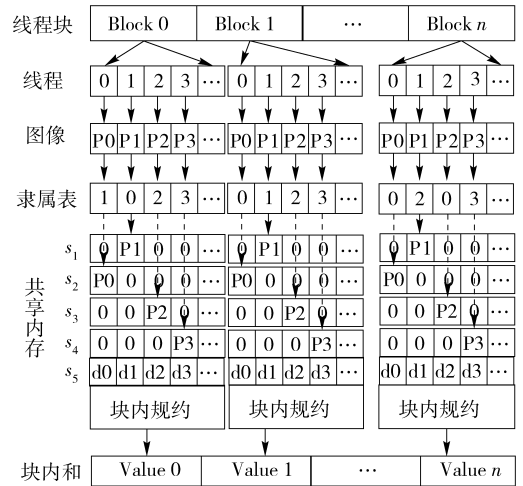 线程块 Block 0 Block 1 … Block n
线程 0 1 2 3 … 0 1 2 3 … 0 1 2 3 …
图像 P0 P1 P2 P3 … P0 P1 P2 P3 … P0 P1 P2 P3 …
隶属表 1 0 2 3 … 0 1 2 3 … 0 2 0 3 …
共享内存
s1 0 P1 0 0 … 0 P1 0 0 … 0 P1 0 0 …
s2 P0 0 0 0 … P0 0 0 0 … P0 0 0 0 …
s3 0 0 P2 0 … 0 0 P2 0 … 0 0 P2 0 …
s4 0 0 0 P3 … 0 0 0 P3 … 0 0 0 P3 …
s5 d0 d1 d2 d3 … d0 d1 d2 d3 … d0 d1 d2 d3 …
块内规约 块内规约 块内规约
块内和 Value 0 Value 1 … Value n